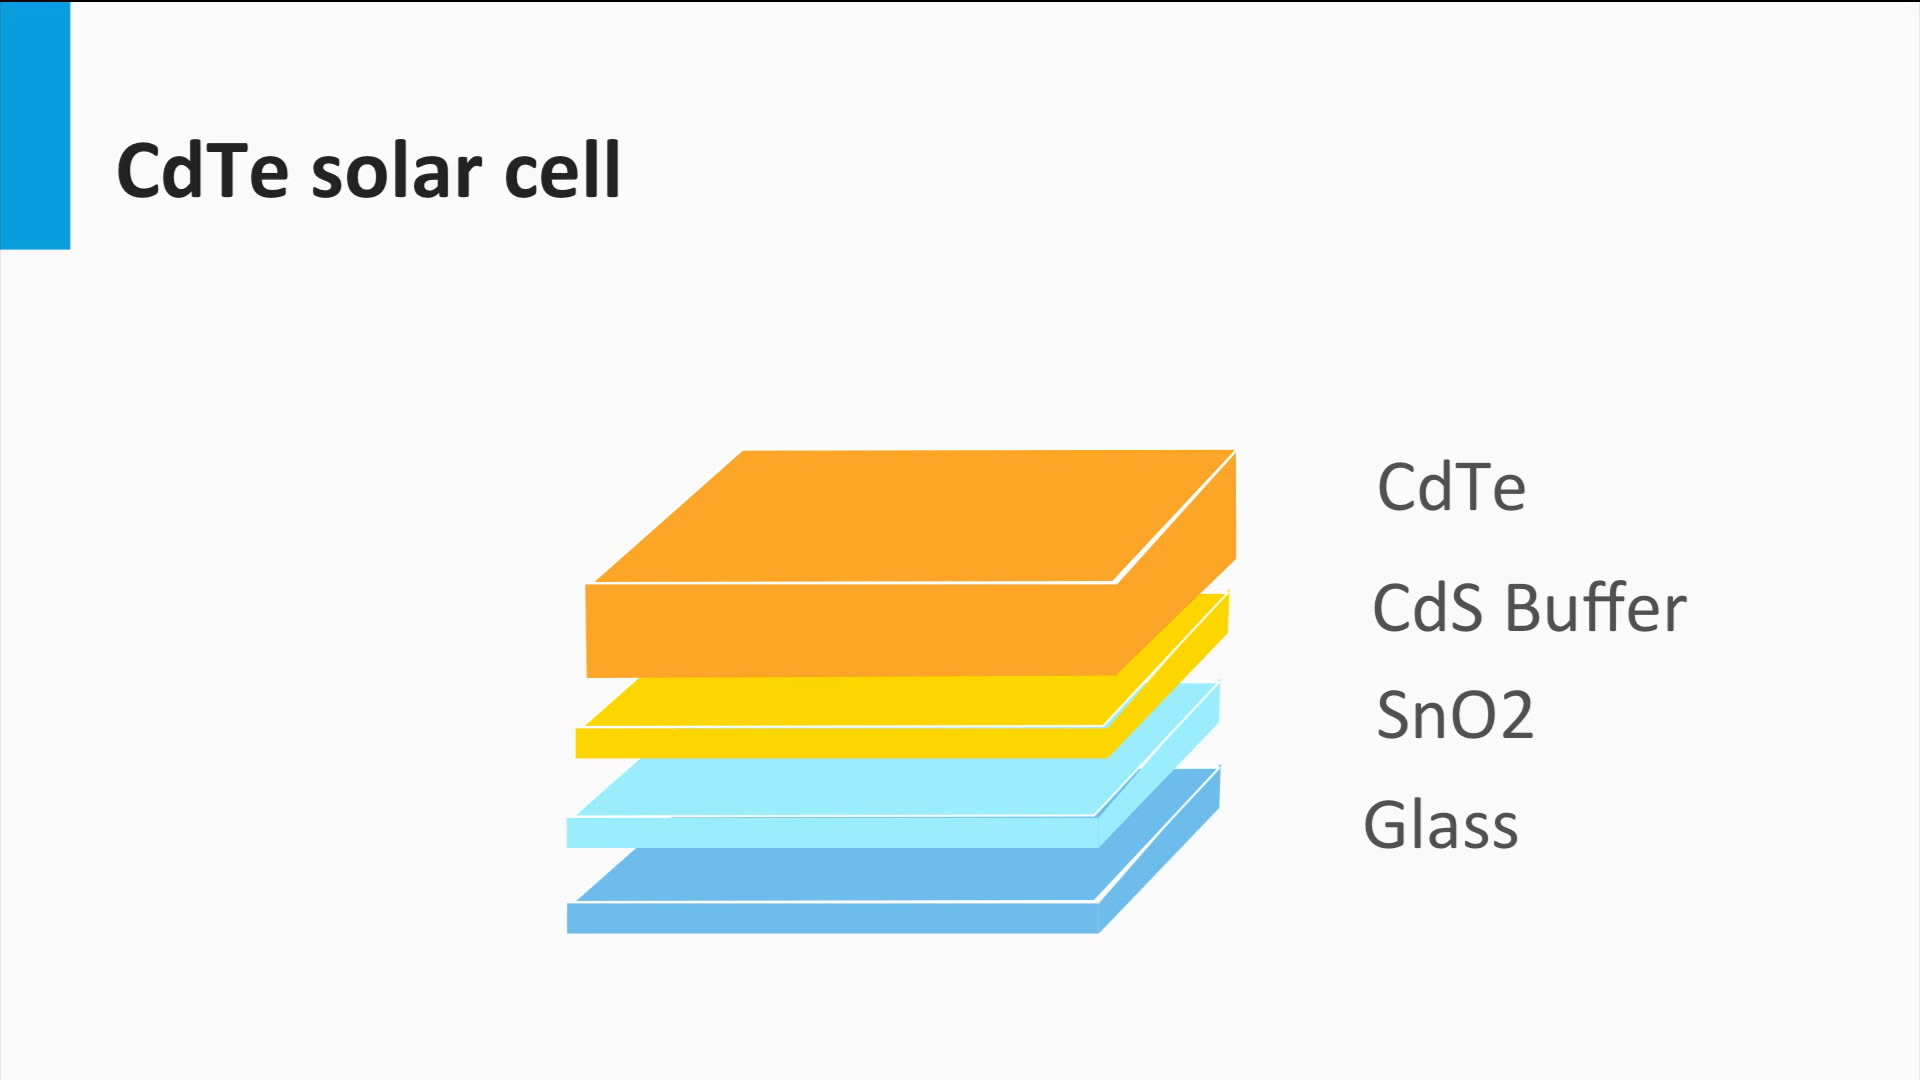 CdTe solar cell
CdTe
CdS Buffer
SnO2
Glass